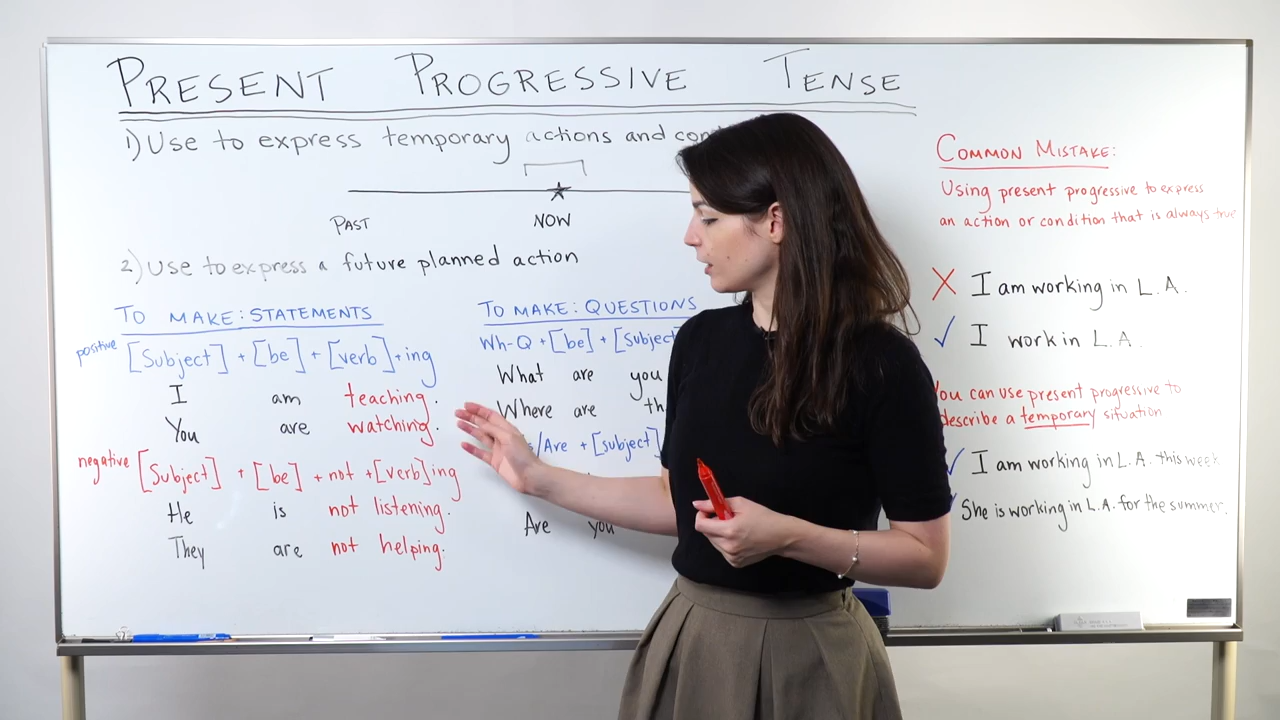 PRESENT PROGRESSIVE TENSE
1) Use to express temporary actions and
PAST NOW
2) Use to express a future planned action
TO MAKE: STATEMENTS
positive [Subject] + [be] + [verb] + ing
I am teaching.
You are watching.
negative [Subject] + [be] + not + [verb]ing
He is not listening.
They are not helping.
TO MAKE: QUESTIONS
Wh-Q + [be] + [Subject
What are you
Where are
/Are + [subject]
Are you
COMMON MISTAKE:
Using present progressive to express
an action or condition that is always true
X I am working in L.A.
✓ I work in L.A.
You can use present progressive to
describe a temporary situation
✓ I am working in L.A. this week
✓ She is working in L.A. for the summer.